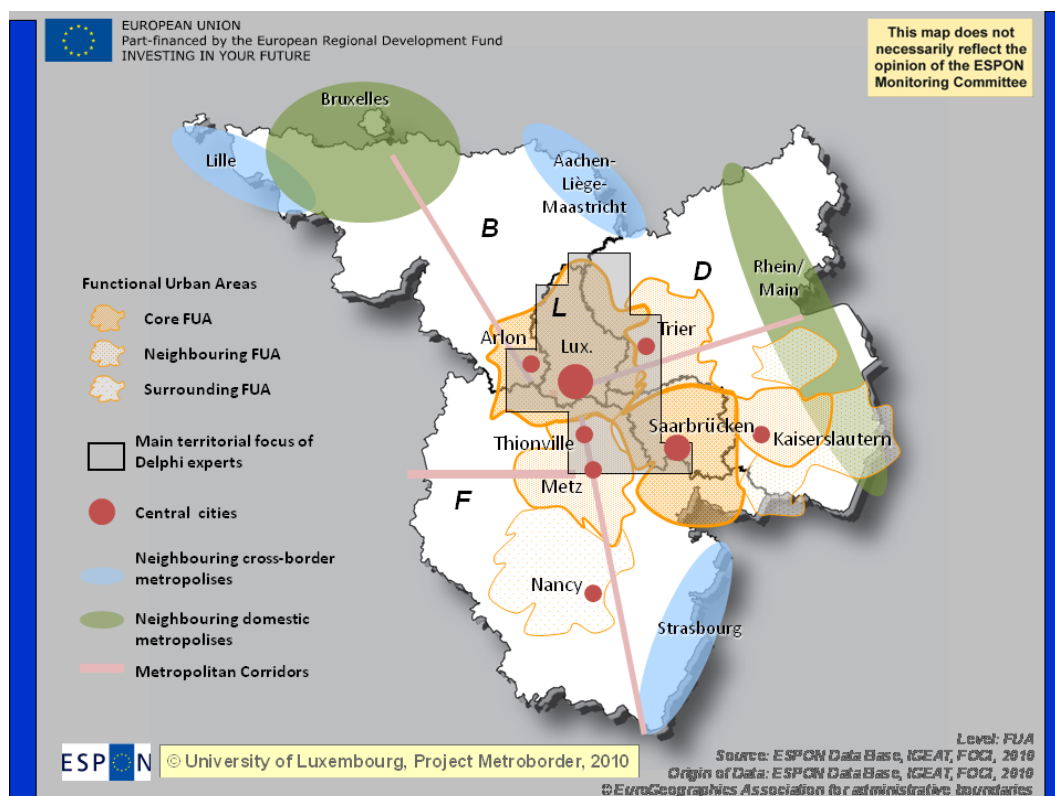 EUROPEAN UNION
Part-financed by the European Regional Development Fund
INVESTING IN YOUR FUTURE
This map does not
necessarily reflect the
opinion of the ESPON
Monitoring Committee
Bruxelles
Lille
Aachen-
Liège-
Maastricht
B
D
Rhein/
Main
L
Arlon
Lux.
Trier
Thionville
Saarbrücken
Kaiserslautern
Metz
F
Nancy
Strasbourg
Functional Urban Areas
Core FUA
Neighbouring FUA
Surrounding FUA
Main territorial focus of
Delphi experts
Central cities
Neighbouring cross-border
metropolises
Neighbouring domestic
metropolises
Metropolitan Corridors
ESPON
© University of Luxembourg, Project Metroborder, 2010
Level: FUA
Source: ESPON DataBase, IGEAT, FOCI, 2010
Origin of Data: ESPON DataBase, IGEAT, FOCI, 2010
©EuroGeographics Association for administrative boundaries